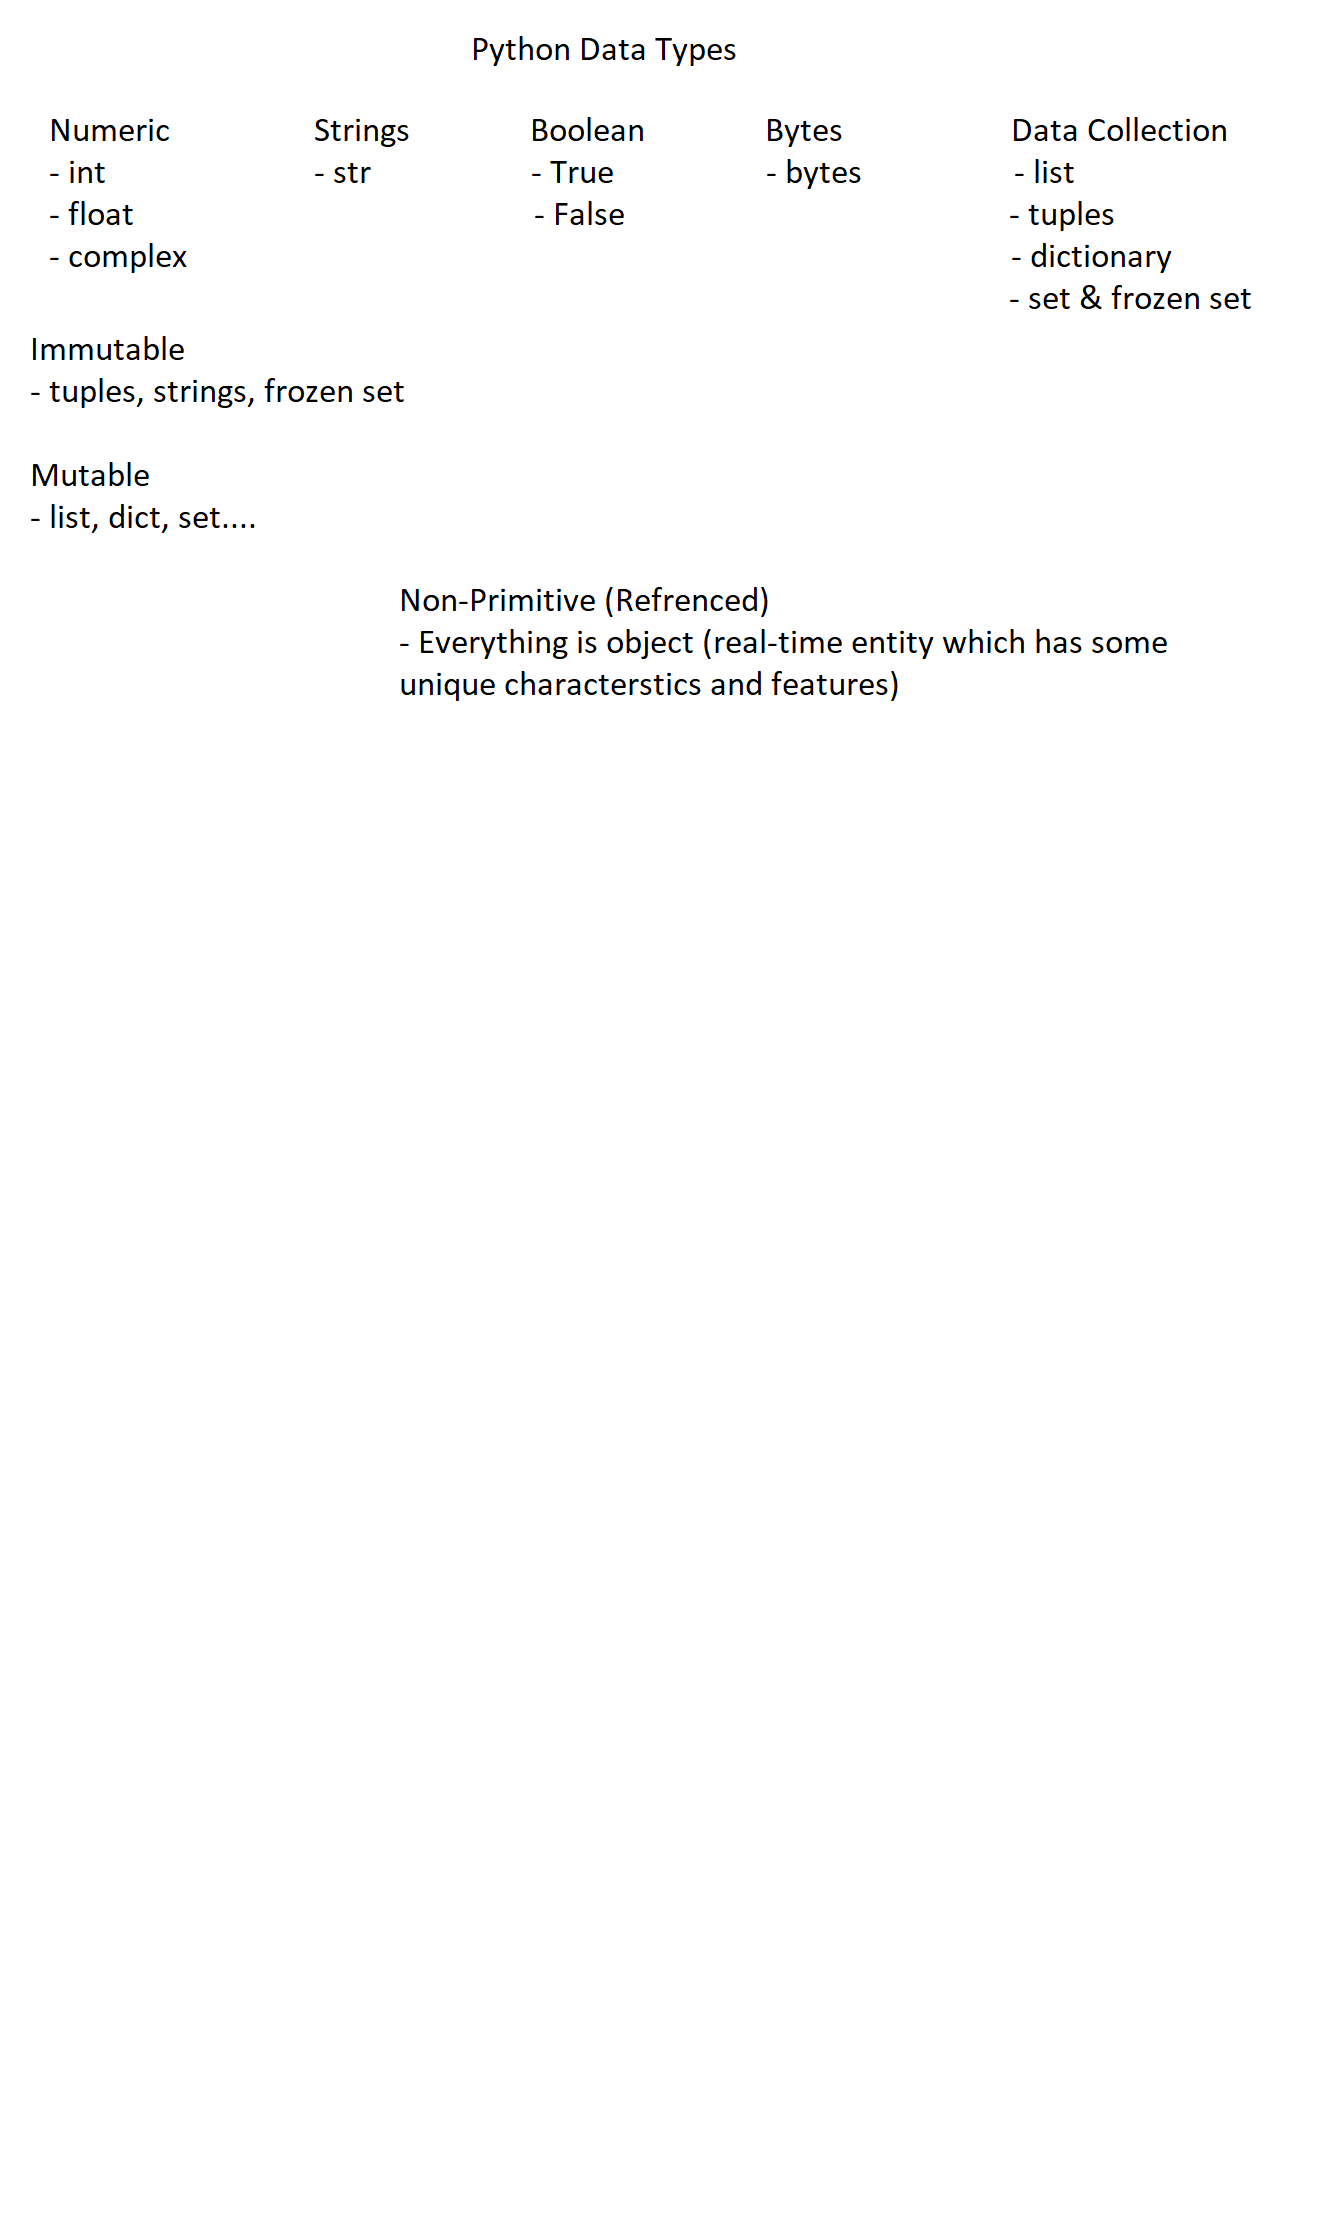 Python Data Types
Numeric Strings Boolean Bytes Data Collection
- int - str - True - bytes - list
- float - False - tuples
- complex - dictionary
- set & frozen set
Immutable
- tuples, strings, frozen set
Mutable
- list, dict, set....
Non-Primitive (Refrenced)
- Everything is object (real-time entity which has some
unique characterstics and features)